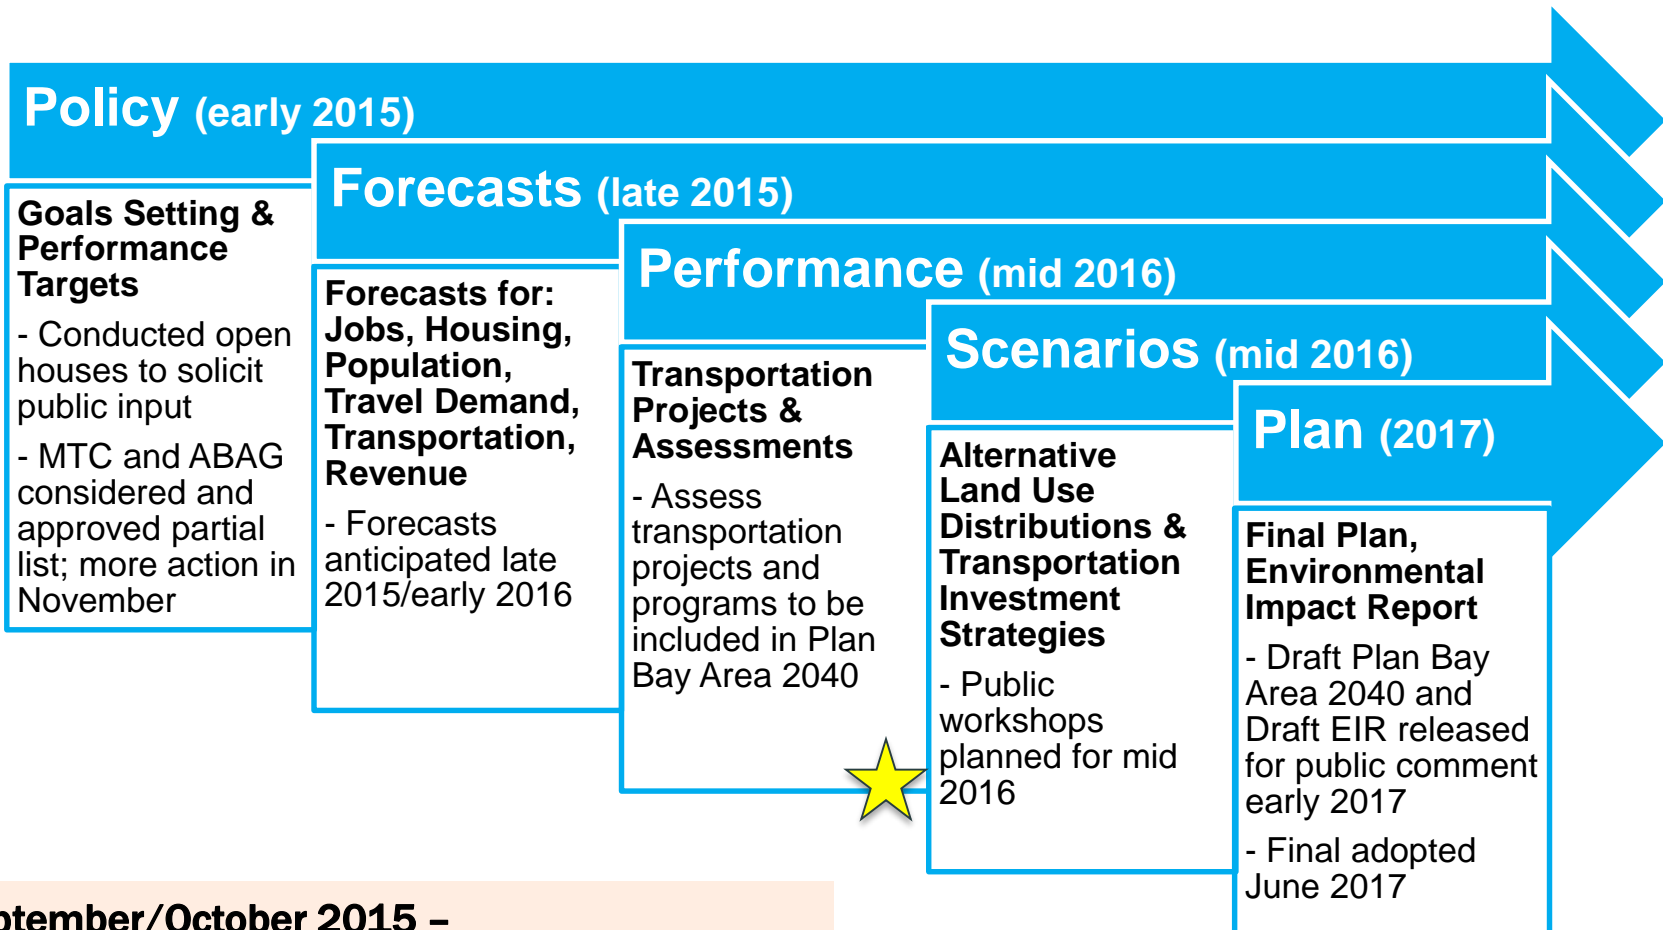 Policy (early 2015)
Goals Setting &
Performance
Targets
- Conducted open
houses to solicit
public input
- MTC and ABAG
considered and
approved partial
list; more action in
November
Forecasts (late 2015)
Forecasts for:
Jobs, Housing,
Population,
Travel Demand,
Transportation,
Revenue
- Forecasts
anticipated late
2015/early 2016
Performance (mid 2016)
Transportation
Projects &
Assessments
- Assess
transportation
projects and
programs to be
included in Plan
Bay Area 2040
Scenarios (mid 2016)
Alternative
Land Use
Distributions &
Transportation
Investment
Strategies
- Public
workshops
planned for mid
2016
Plan (2017)
Final Plan,
Environmental
Impact Report
- Draft Plan Bay
Area 2040 and
Draft EIR released
for public comment
early 2017
- Final adopted
June 2017
ptember/October 2015 –